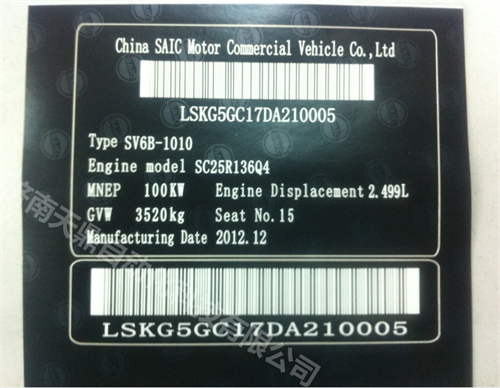 China SAIC Motor Commercial Vehicle Co.,Ltd
LSKG5GC17DA210005
Type SV6B-1010
Engine model SC25R136Q4
MNEP 100KW Engine Displacement 2.499L
GVW 3520kg Seat No.15
Manufacturing Date 2012.12
LSKG5GC17DA210005